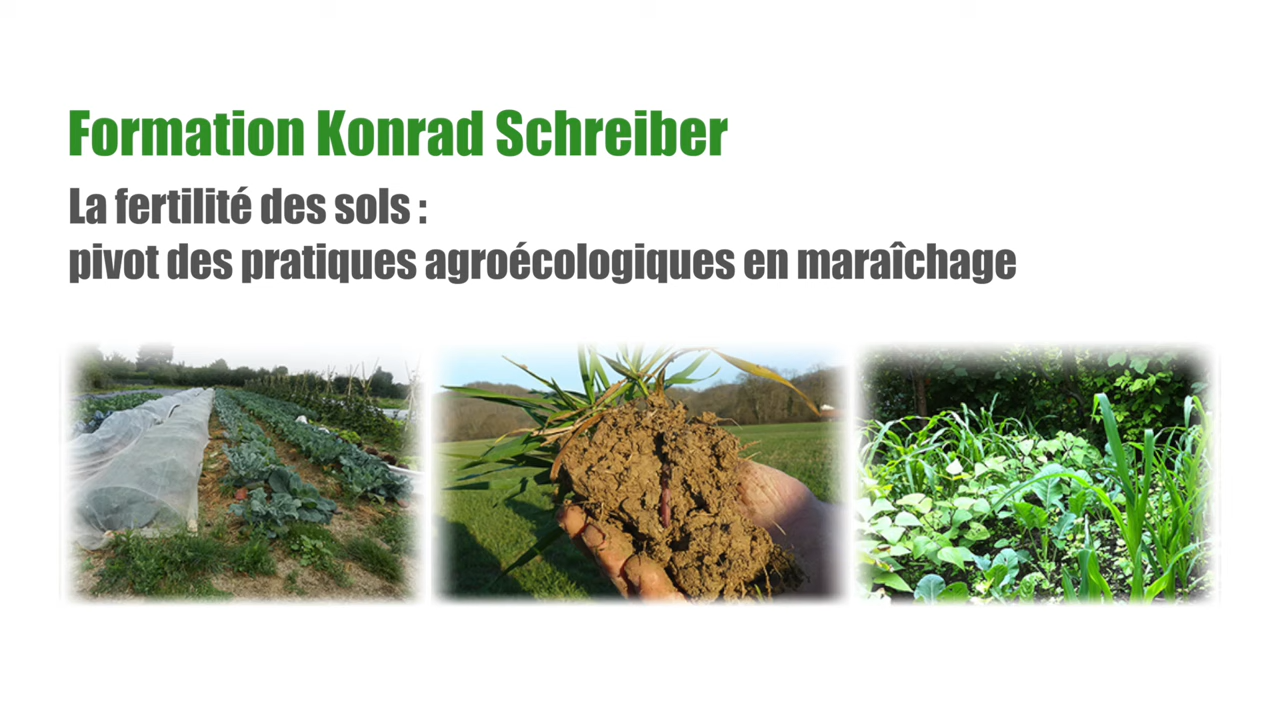 Formation Konrad Schreiber
La fertilité des sols :
pivot des pratiques agroécologiques en maraîchage